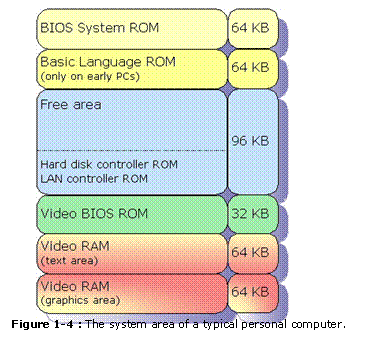 BIOS System ROM 64 KB
Basic Language ROM 64 KB
(only on early PCs)
Free area
96 KB
Hard disk controller ROM
LAN controller ROM
Video BIOS ROM 32 KB
Video RAM 64 KB
(text area)
Video RAM 64 KB
(graphics area)
Figure 1-4 : The system area of a typical personal computer.